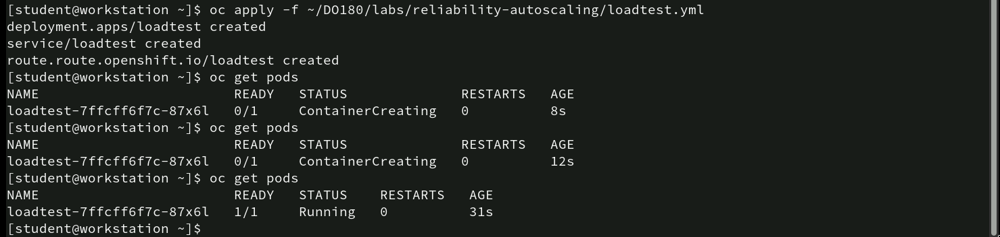 [student@workstation ~]$ oc apply -f ~/DO180/labs/reliability-autoscaling/loadtest.yml
deployment.apps/loadtest created
service/loadtest created
route.route.openshift.io/loadtest created
[student@workstation ~]$ oc get pods
NAME                        READY   STATUS              RESTARTS   AGE
loadtest-7ffcff6f7c-87x6l   0/1     ContainerCreating   0          8s
[student@workstation ~]$ oc get pods
NAME                        READY   STATUS              RESTARTS   AGE
loadtest-7ffcff6f7c-87x6l   0/1     ContainerCreating   0          12s
[student@workstation ~]$ oc get pods
NAME                        READY   STATUS    RESTARTS   AGE
loadtest-7ffcff6f7c-87x6l   1/1     Running   0          31s
[student@workstation ~]$